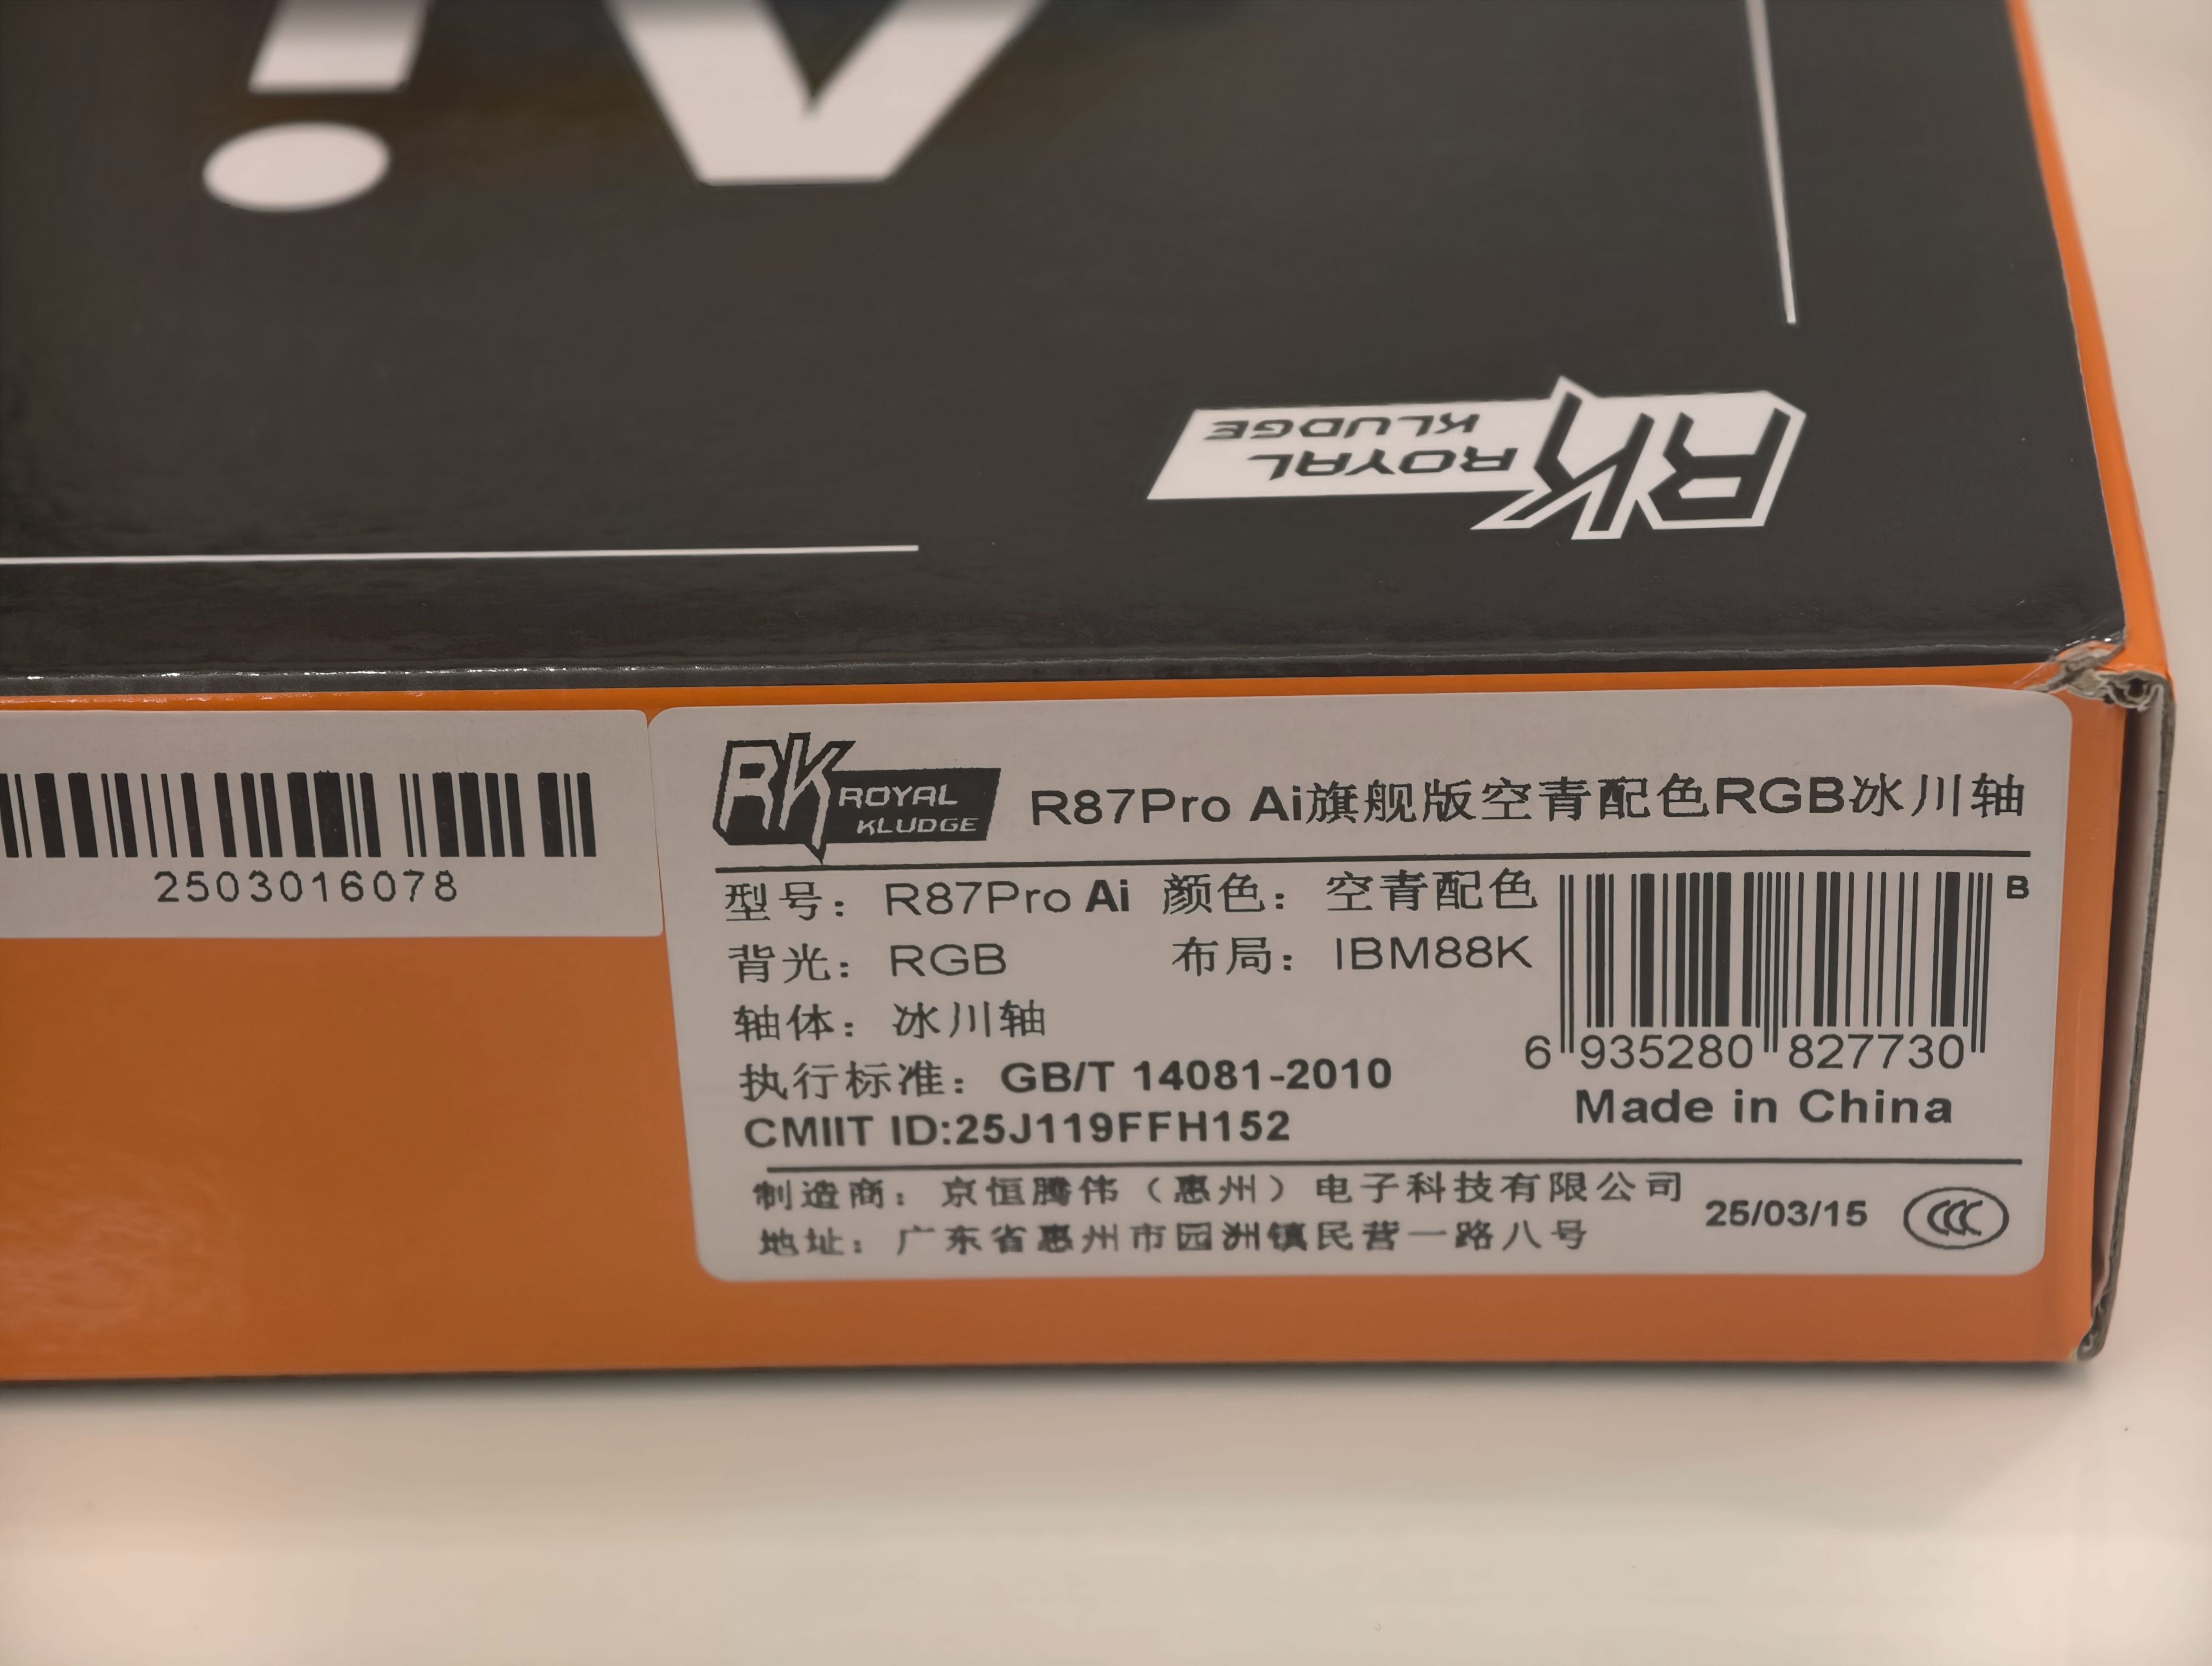 Ai
RK ROYAL
KLUDGE
2503016078
RK ROYAL
KLUDGE
R87Pro Ai旗舰版空青配色RGB冰川轴
型号： R87Pro Ai 颜色： 空青配色
B
背光： RGB 布局： IBM88K
轴体： 冰川轴
6 935280 827730
执行标准： GB/T 14081-2010
Made in China
CMIIT ID:25J119FFH152
制造商： 京恒腾伟（惠州）电子科技有限公司
25/03/15
CCC
地址： 广东省惠州市园洲镇民营一路八号